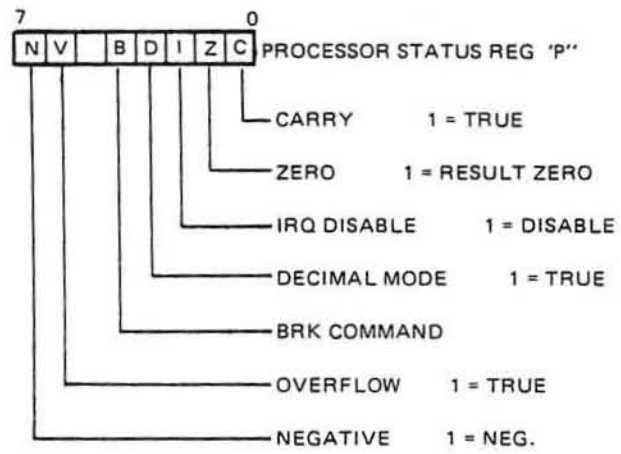 7 0
N V B D I Z C PROCESSOR STATUS REG 'P''
CARRY 1 = TRUE
ZERO 1 = RESULT ZERO
IRQ DISABLE 1 = DISABLE
DECIMAL MODE 1 = TRUE
BRK COMMAND
OVERFLOW 1 = TRUE
NEGATIVE 1 = NEG.